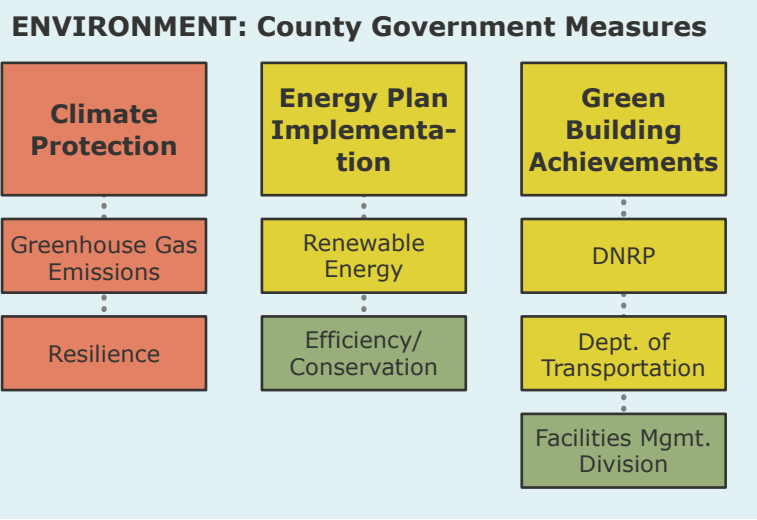 ENVIRONMENT: County Government Measures
Climate
Protection
Greenhouse Gas
Emissions
Resilience
Energy Plan
Implementa-
tion
Renewable
Energy
Efficiency/
Conservation
Green
Building
Achievements
DNRP
Dept. of
Transportation
Facilities Mgmt.
Division